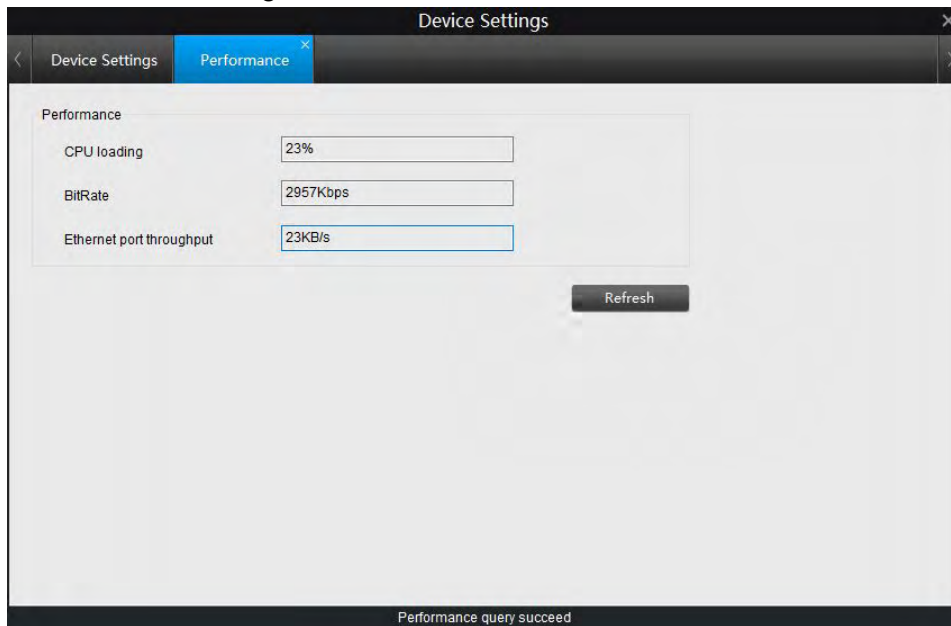 Device Settings
Device Settings
Performance
Performance
CPU loading
23%
BitRate
2957Kbps
Ethernet port throughput
23KB/s
Refresh
Performance query succeed